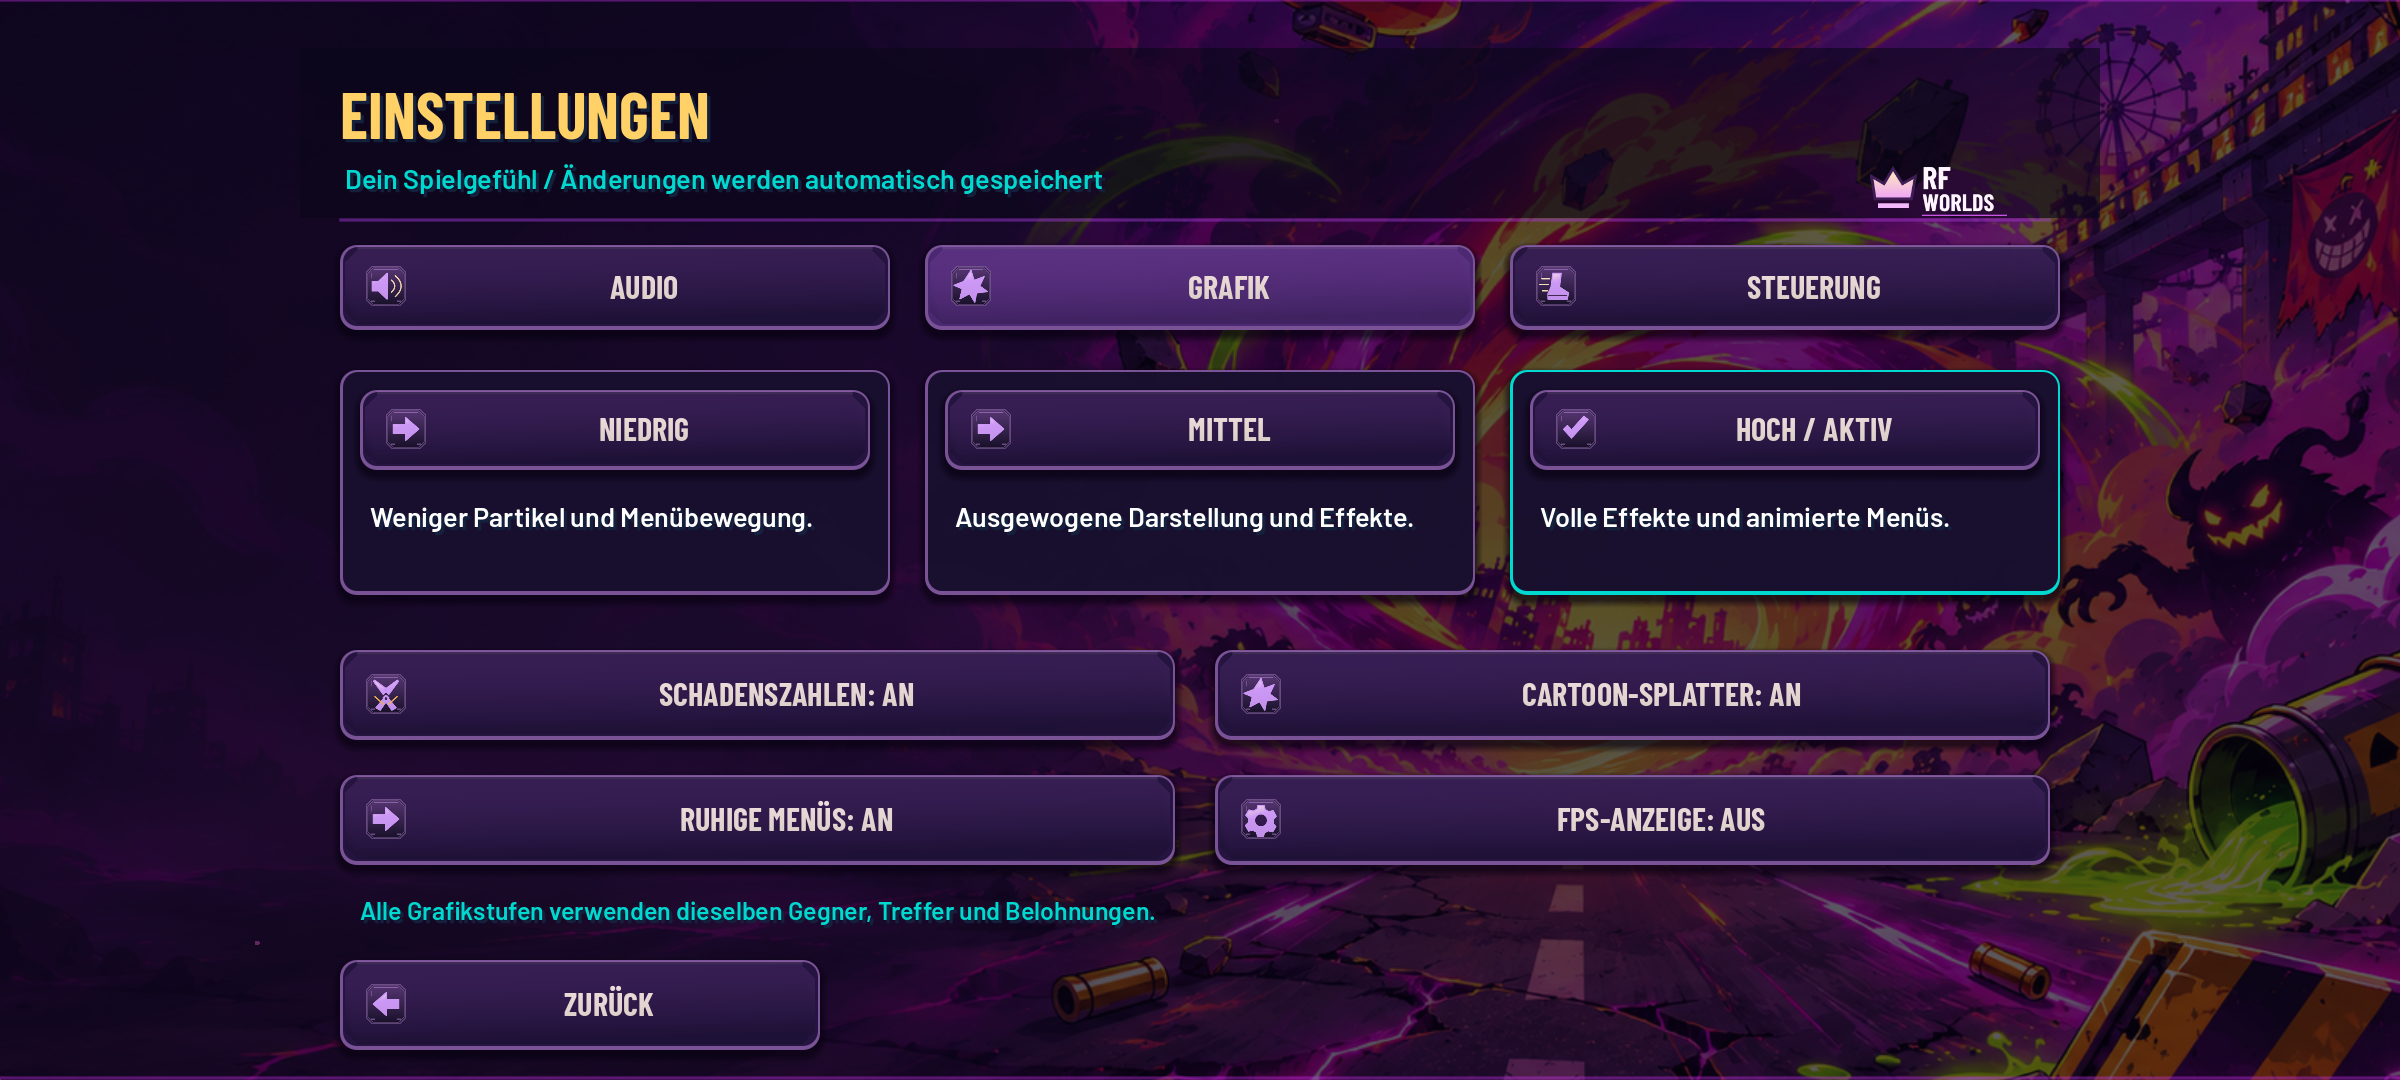 EINSTELLUNGEN
Dein Spielgefühl / Änderungen werden automatisch gespeichert
RF
WORLDS
AUDIO
GRAFIK
STEUERUNG
NIEDRIG
MITTEL
HOCH / AKTIV
Weniger Partikel und Menübewegung.
Ausgewogene Darstellung und Effekte.
Volle Effekte und animierte Menüs.
SCHADENSZAHLEN: AN
CARTOON-SPLATTER: AN
RUHIGE MENÜS: AN
FPS-ANZEIGE: AUS
Alle Grafikstufen verwenden dieselben Gegner, Treffer und Belohnungen.
ZURÜCK